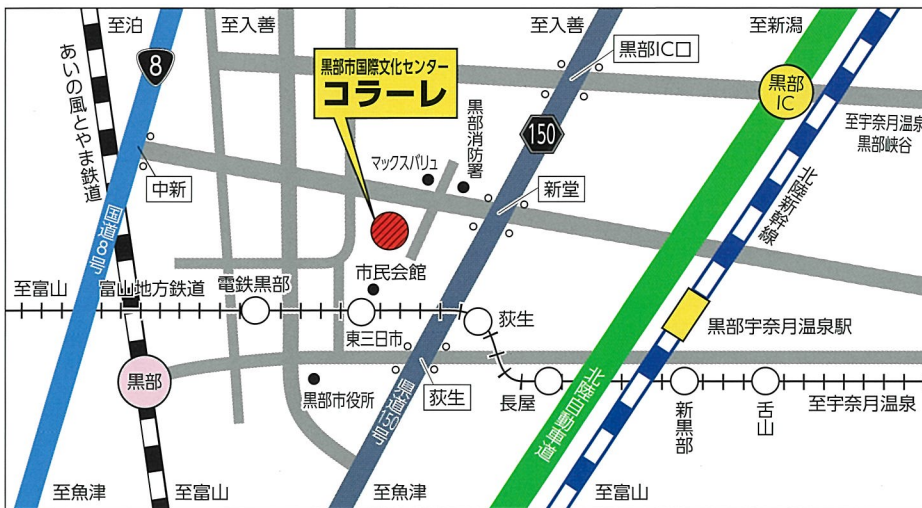 至泊
至入善
至入善
至新潟
黒部IC口
8
黒部市国際文化センター
コラーレ
黒部
IC
あいの風とやま鉄道
黒部消防署
150
至宇奈月温泉
黒部峡谷
マックスバリュ
中新
新堂
北陸新幹線
国道8号
市民会館
至富山
富山地方鉄道
電鉄黒部
東三日市
荻生
黒部宇奈月温泉駅
黒部
黒部市役所
県道150号
荻生
長屋
北陸自動車道
新黒部
舌山
至宇奈月温泉
至魚津
至富山
至魚津
至富山